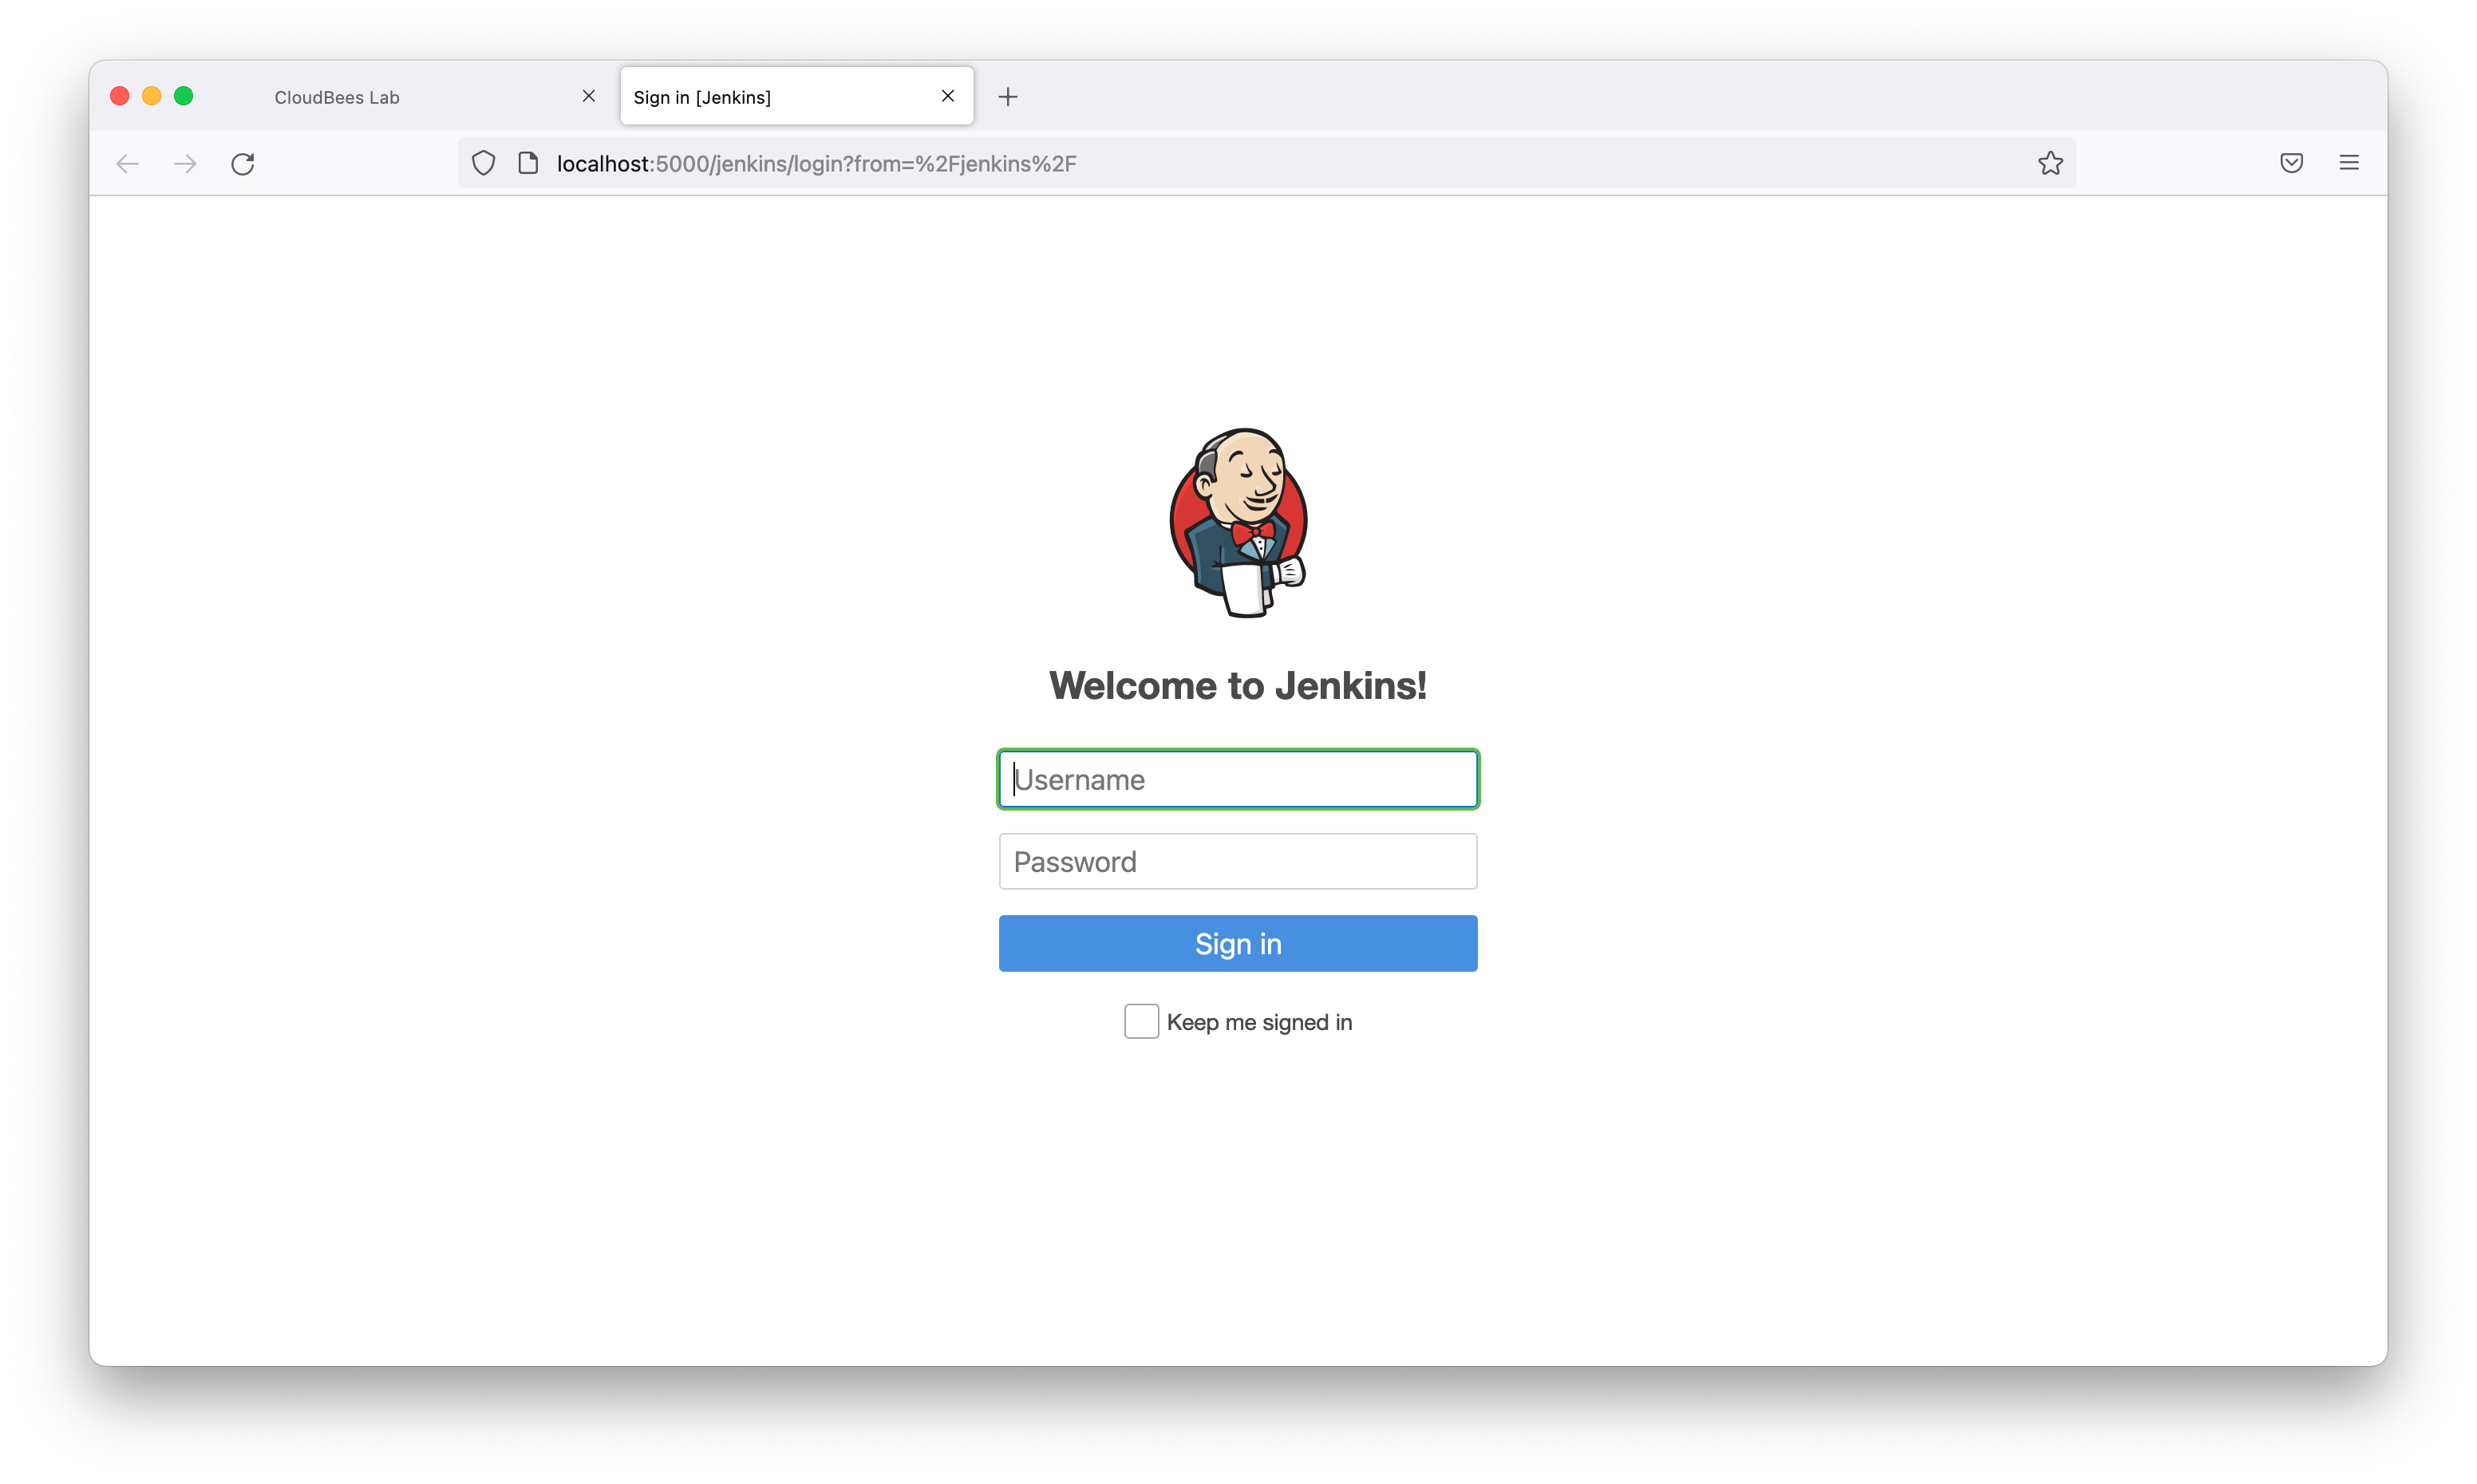 CloudBees Lab
Sign in [Jenkins]
localhost:5000/jenkins/login?from=%2Fjenkins%2F
Welcome to Jenkins!
Username
Password
Sign in
Keep me signed in